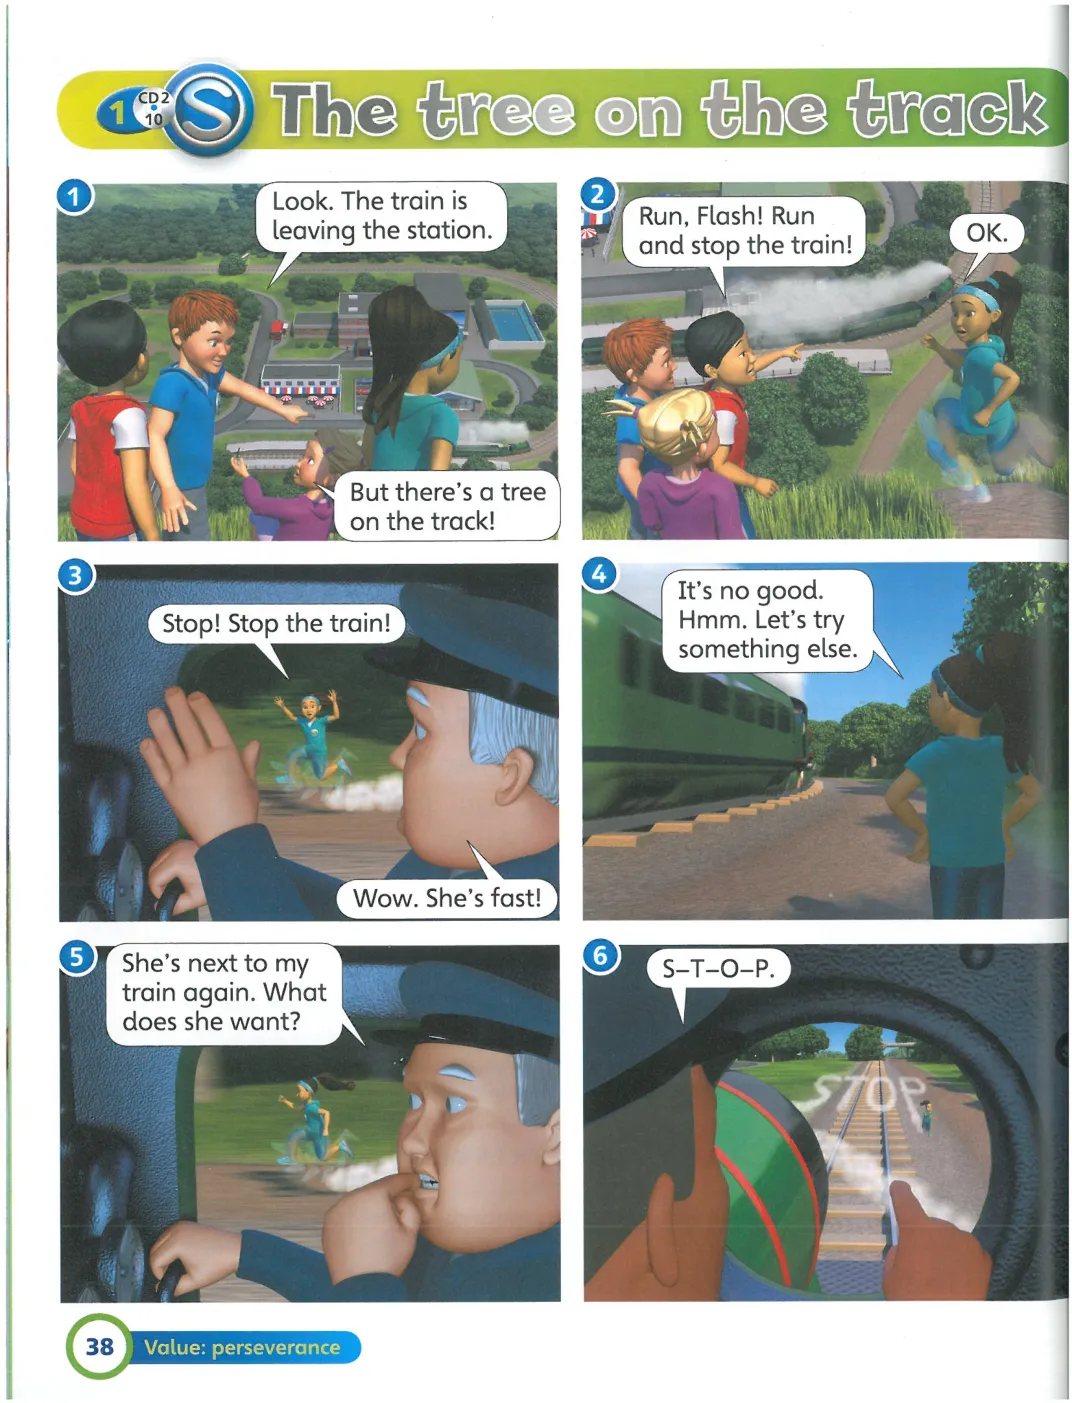 1
CD2
10
S
The tree on the track
1
Look. The train is
leaving the station.
But there's a tree
on the track!
2
Run, Flash! Run
and stop the train!
OK.
3
Stop! Stop the train!
Wow. She's fast!
4
It's no good.
Hmm. Let's try
something else.
5
She's next to my
train again. What
does she want?
6
S–T–O–P.
STOP
38
Value: perseverance